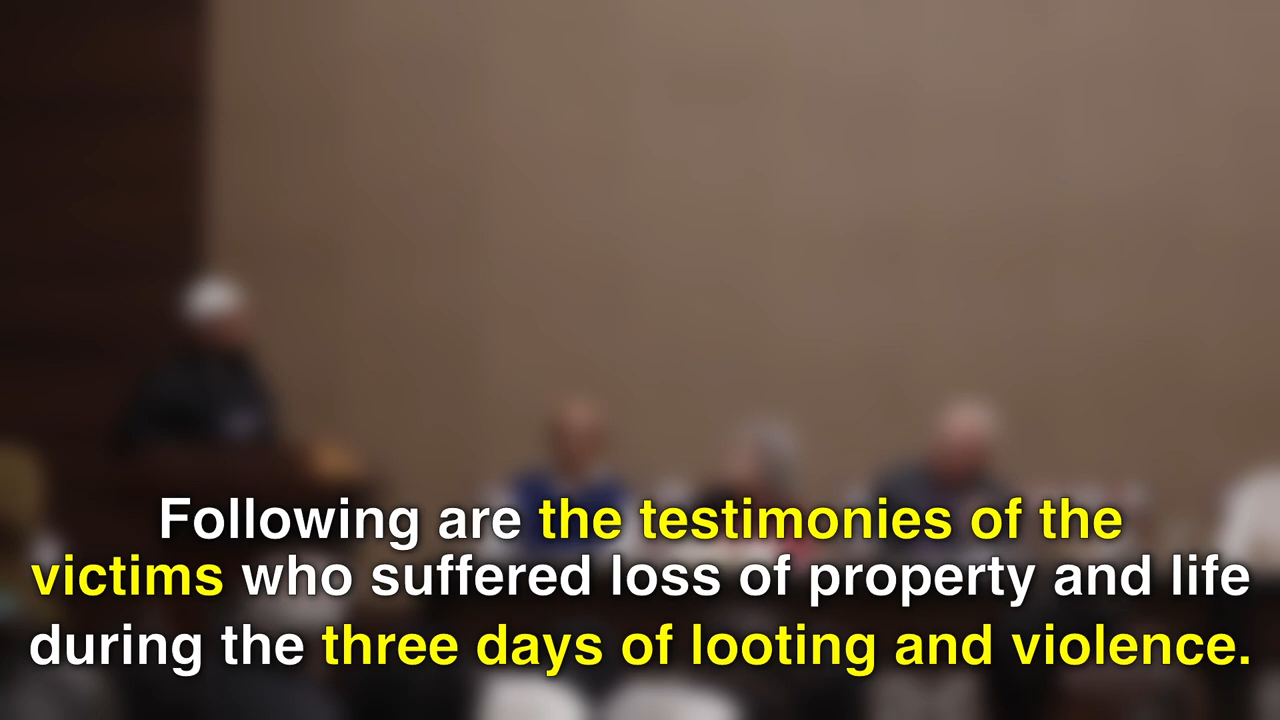 Following are the testimonies of the
victims who suffered loss of property and life
during the three days of looting and violence.